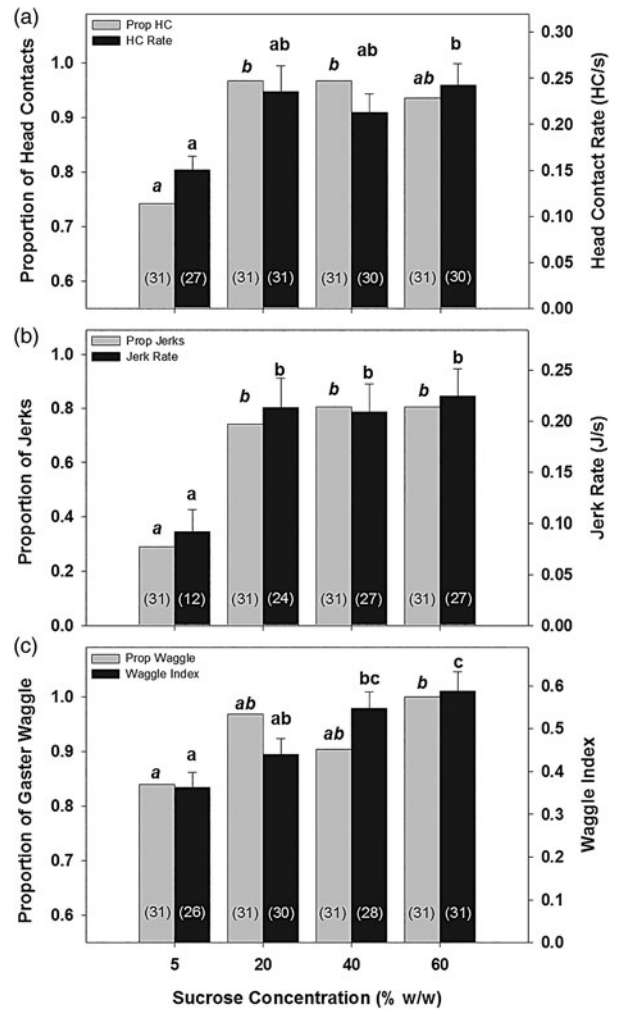 (a)
Prop HC
HC Rate
Proportion of Head Contacts
1.0
0.9
0.8
0.7
0.6
Head Contact Rate (HC/s)
0.30
0.25
0.20
0.15
0.10
0.05
0.00
a a b ab b ab ab b
(31) (27) (31) (31) (31) (30) (31) (30)
(b)
Prop Jerks
Jerk Rate
Proportion of Jerks
1.0
0.8
0.6
0.4
0.2
0.0
Jerk Rate (J/s)
0.25
0.20
0.15
0.10
0.05
0.00
a a b b b b b b
(31) (12) (31) (24) (31) (27) (31) (27)
(c)
Prop Waggle
Waggle Index
Proportion of Gaster Waggle
1.0
0.9
0.8
0.7
0.6
Waggle Index
0.6
0.5
0.4
0.3
0.2
0.1
0.0
a a ab ab ab bc b c
(31) (26) (31) (30) (31) (28) (31) (31)
5 20 40 60
Sucrose Concentration (% w/w)